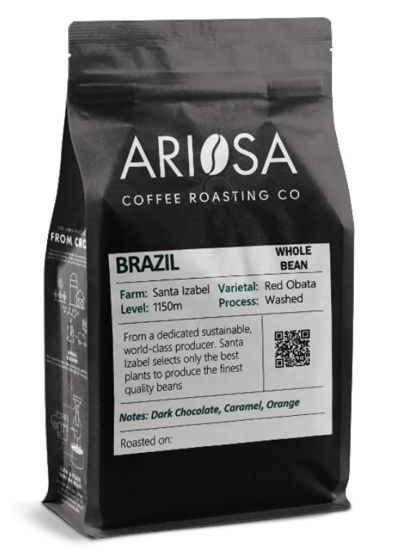 ARIOSA
COFFEE ROASTING CO
FROM CRO
BRAZIL
WHOLE
BEAN
Farm: Santa Izabel Varietal: Red Obata
Level: 1150m Process: Washed
From a dedicated sustainable,
world-class producer. Santa
Izabel selects only the best
plants to produce the finest
quality beans
Notes: Dark Chocolate, Caramel, Orange
Roasted on: